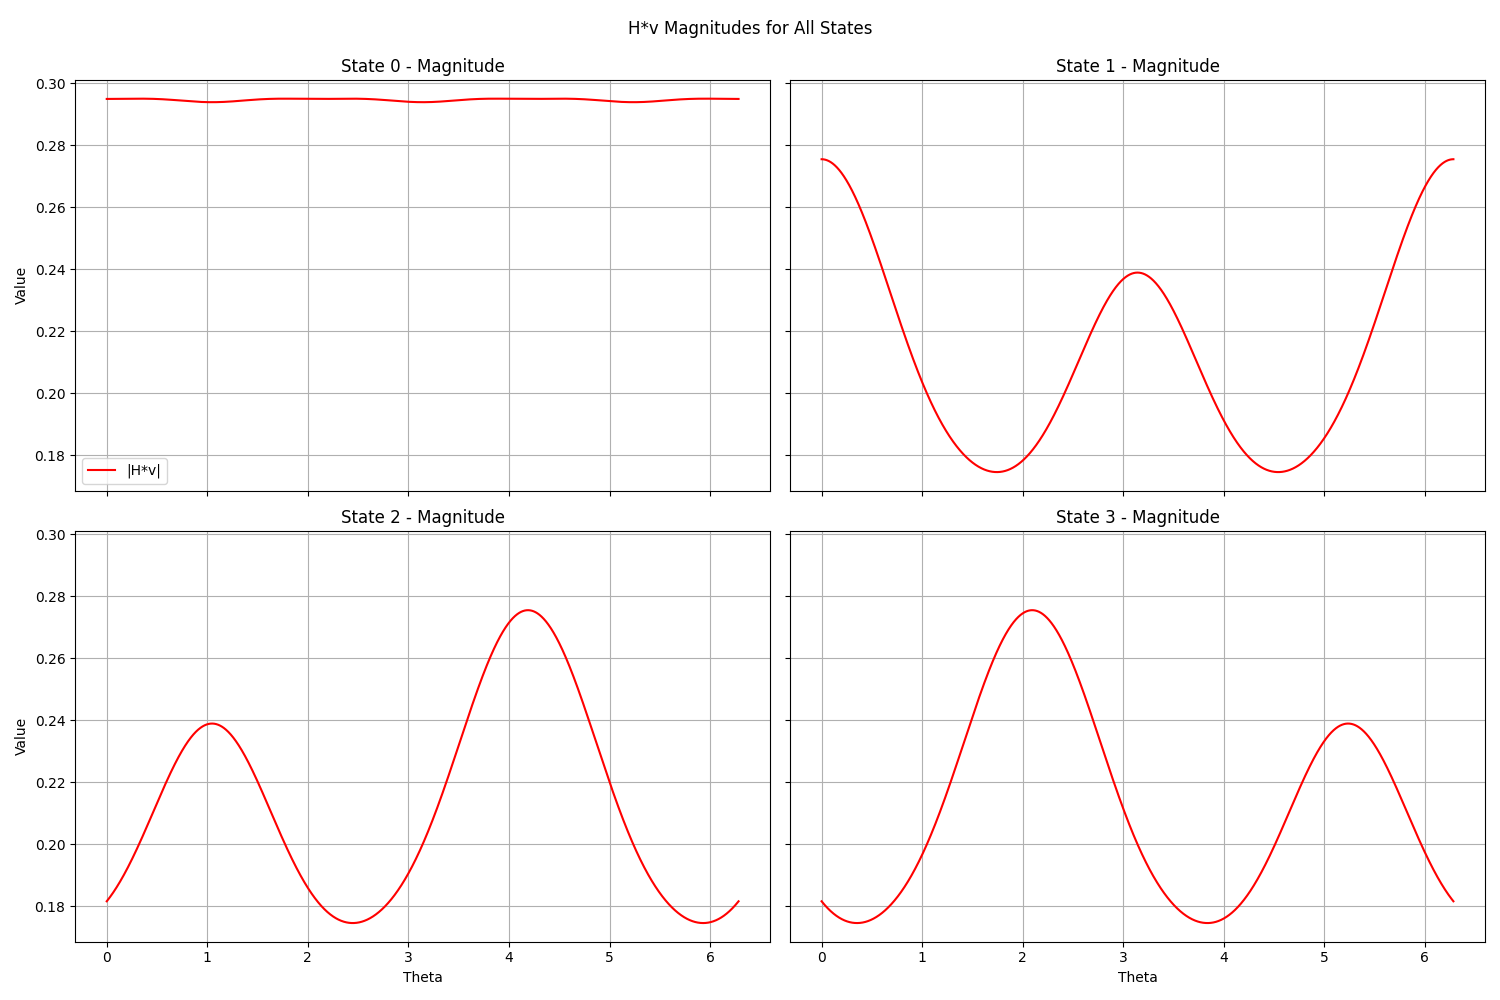 H*v Magnitudes for All States
State 0 - Magnitude
State 1 - Magnitude
0.30
0.28
0.26
0.24
0.22
0.20
0.18
Value
|H*v|
State 2 - Magnitude
State 3 - Magnitude
0.30
0.28
0.26
0.24
0.22
0.20
0.18
Value
0 1 2 3 4 5 6
0 1 2 3 4 5 6
Theta
Theta